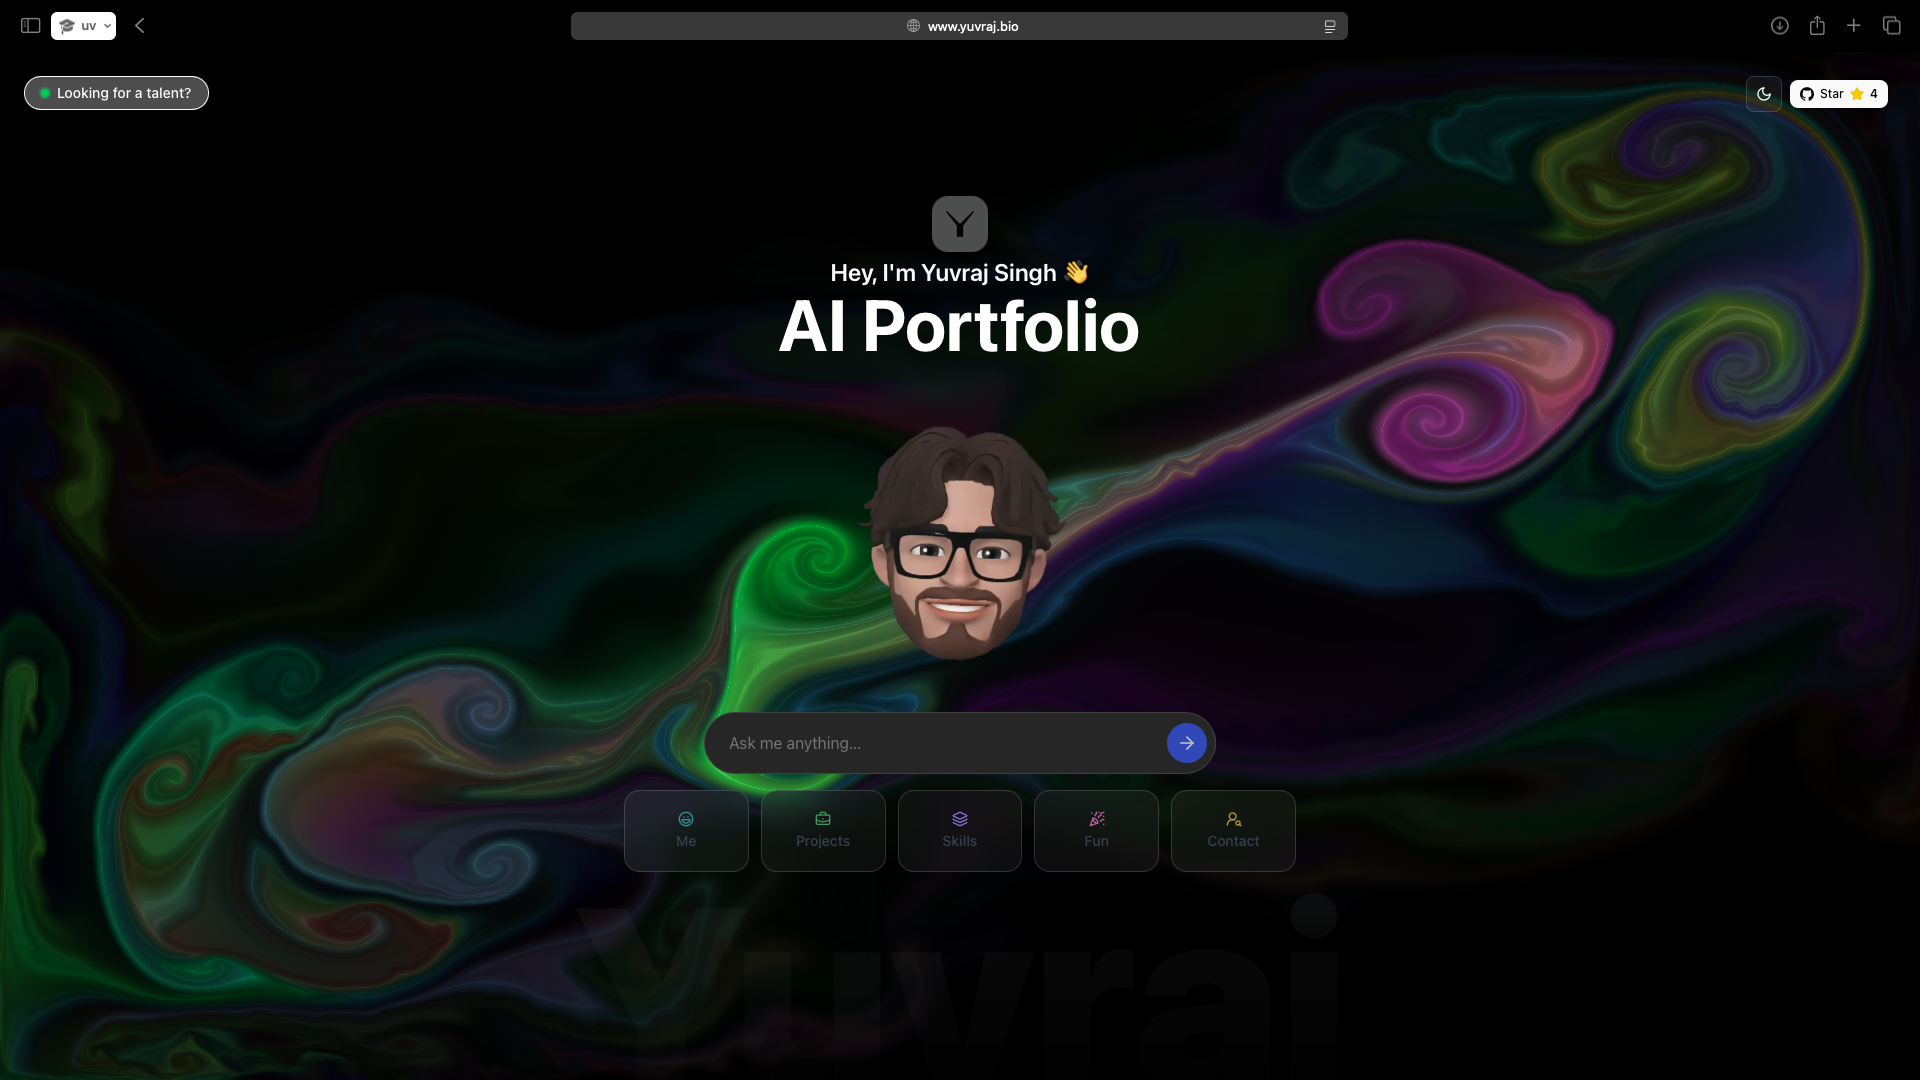 uv
www.yuvraj.bio
Looking for a talent?
Star ⭐ 4
Y
Hey, I'm Yuvraj Singh 👋
AI Portfolio
Ask me anything...
Me
Projects
Skills
Fun
Contact
Yuvraj